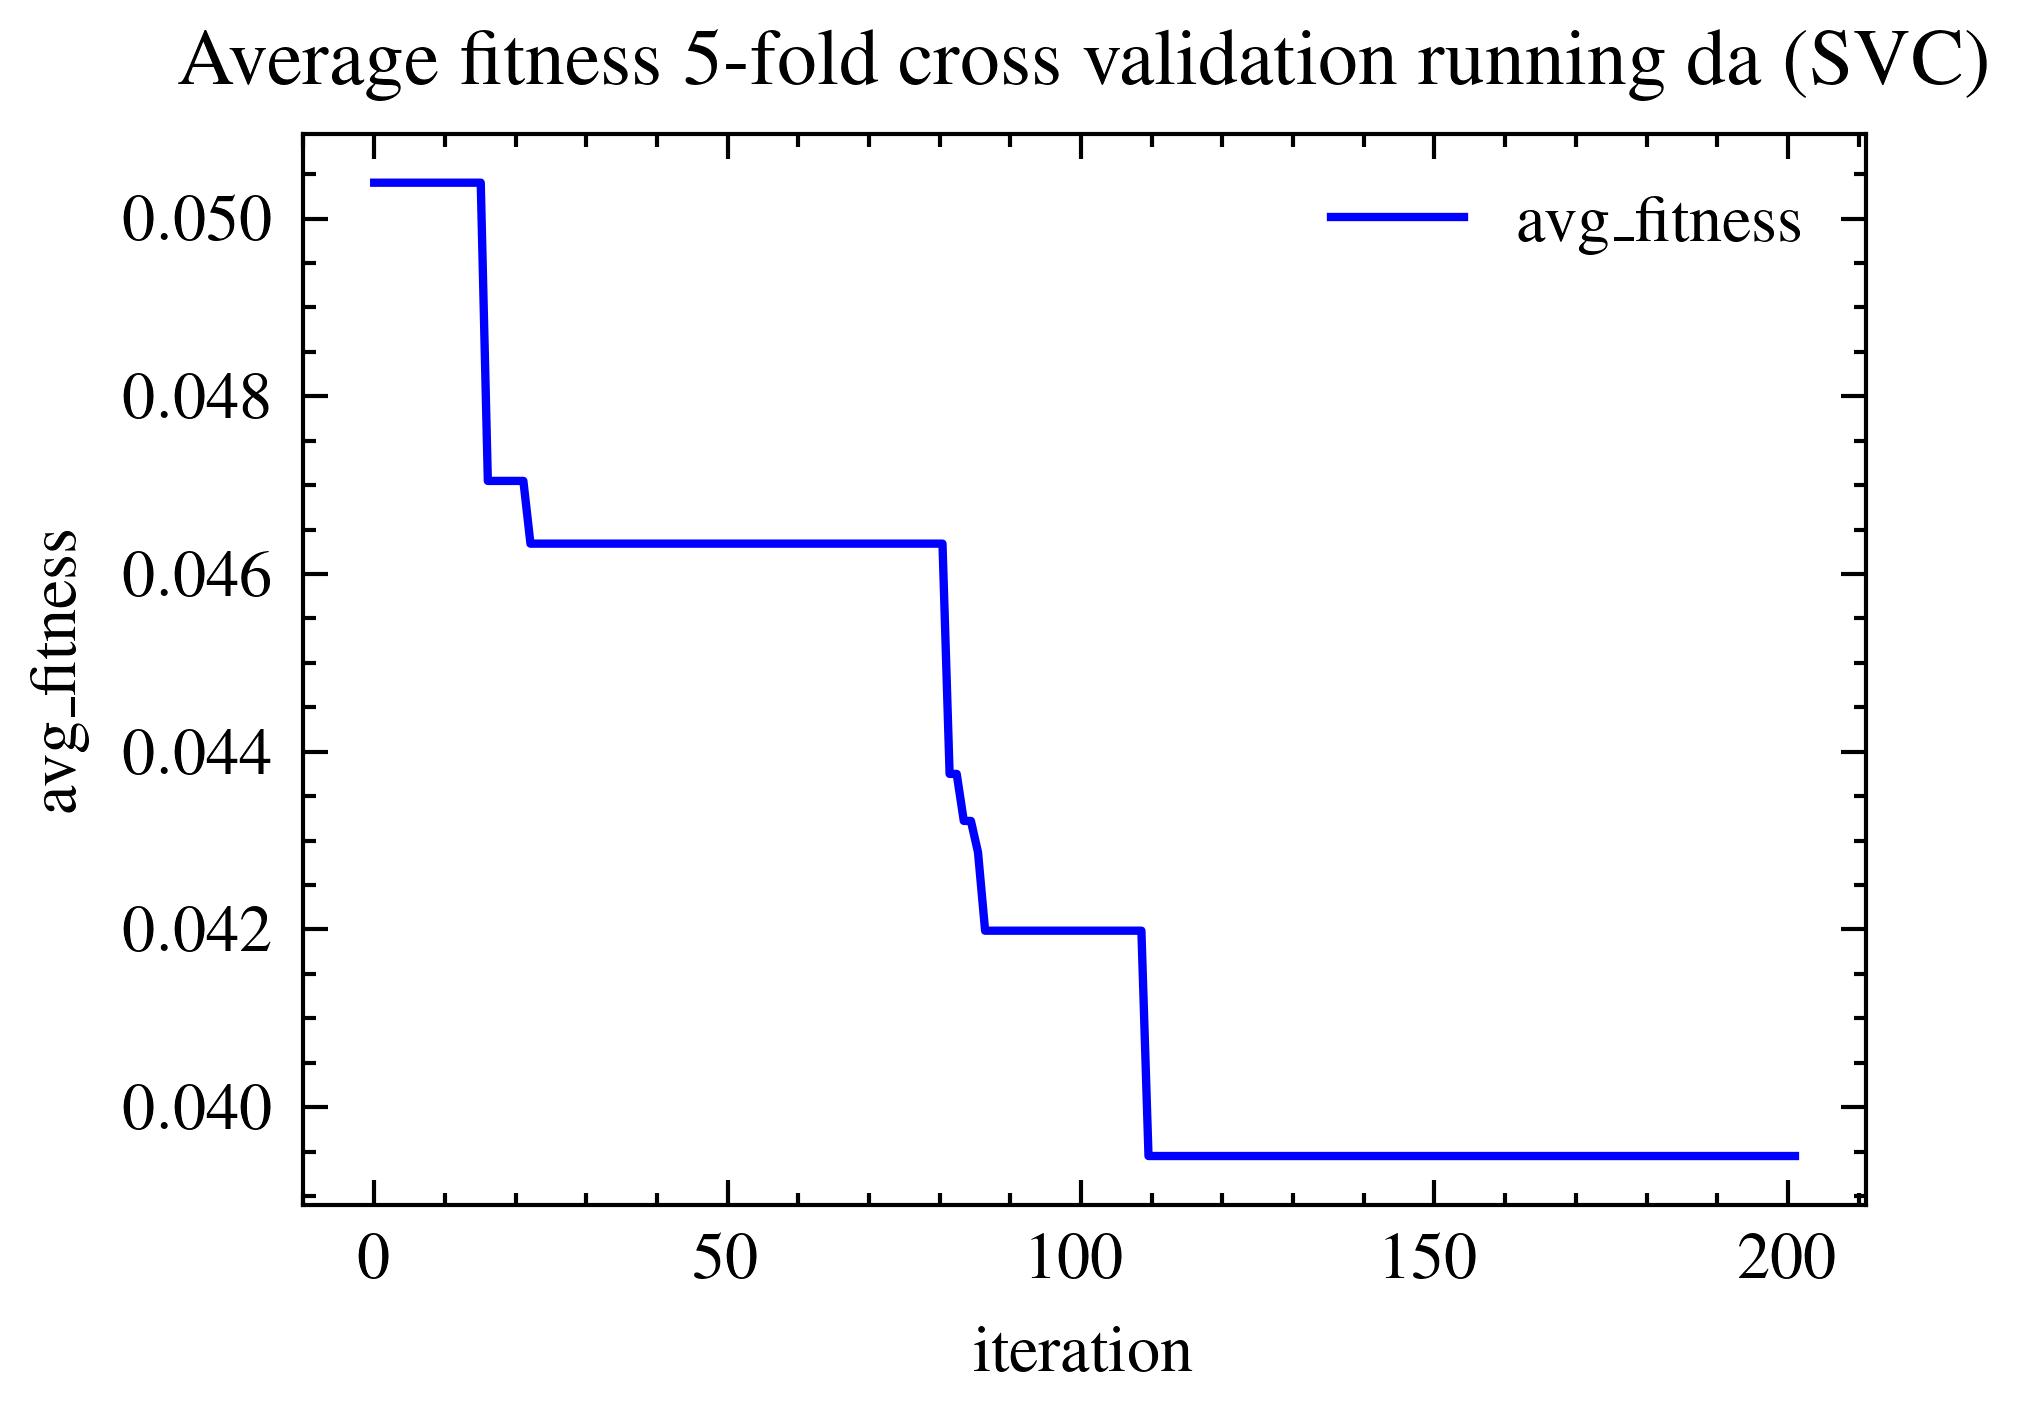 Average fitness 5-fold cross validation running da (SVC)
avg_fitness
0.050
0.048
0.046
0.044
0.042
0.040
avg_fitness
0 50 100 150 200
iteration